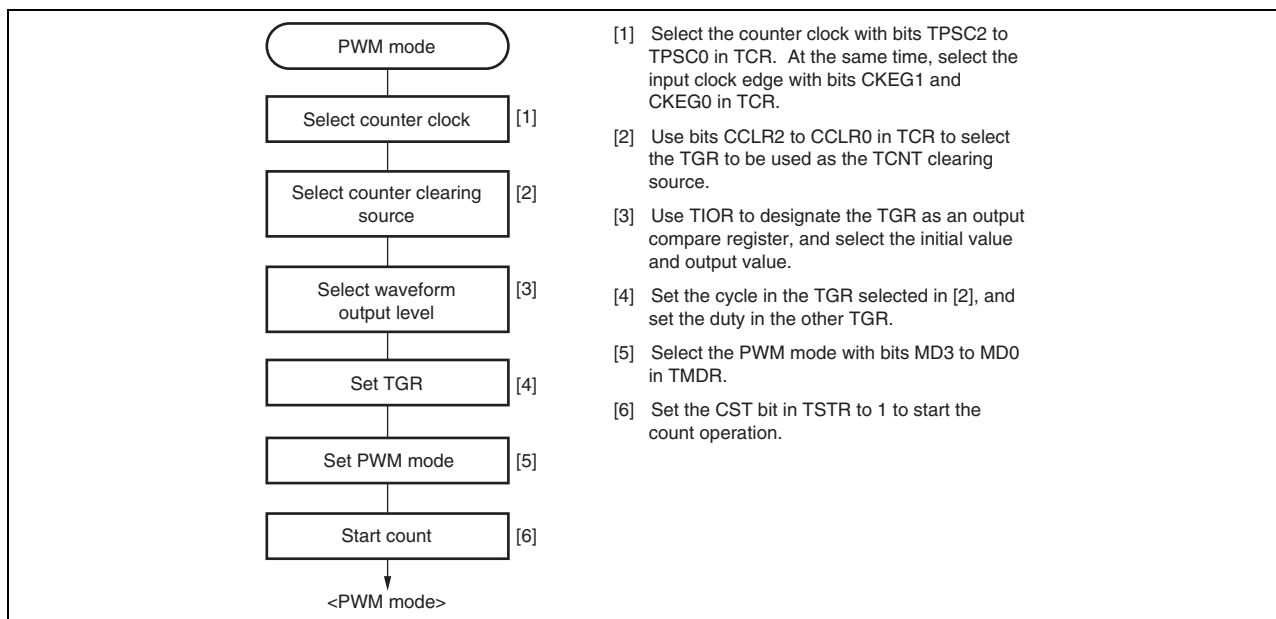 PWM mode
Select counter clock
[1]
Select counter clearing
source
[2]
Select waveform
output level
[3]
Set TGR
[4]
Set PWM mode
[5]
Start count
[6]
<PWM mode>
[1] Select the counter clock with bits TPSC2 to
TPSC0 in TCR. At the same time, select the
input clock edge with bits CKEG1 and
CKEG0 in TCR.
[2] Use bits CCLR2 to CCLR0 in TCR to select
the TGR to be used as the TCNT clearing
source.
[3] Use TIOR to designate the TGR as an output
compare register, and select the initial value
and output value.
[4] Set the cycle in the TGR selected in [2], and
set the duty in the other TGR.
[5] Select the PWM mode with bits MD3 to MD0
in TMDR.
[6] Set the CST bit in TSTR to 1 to start the
count operation.